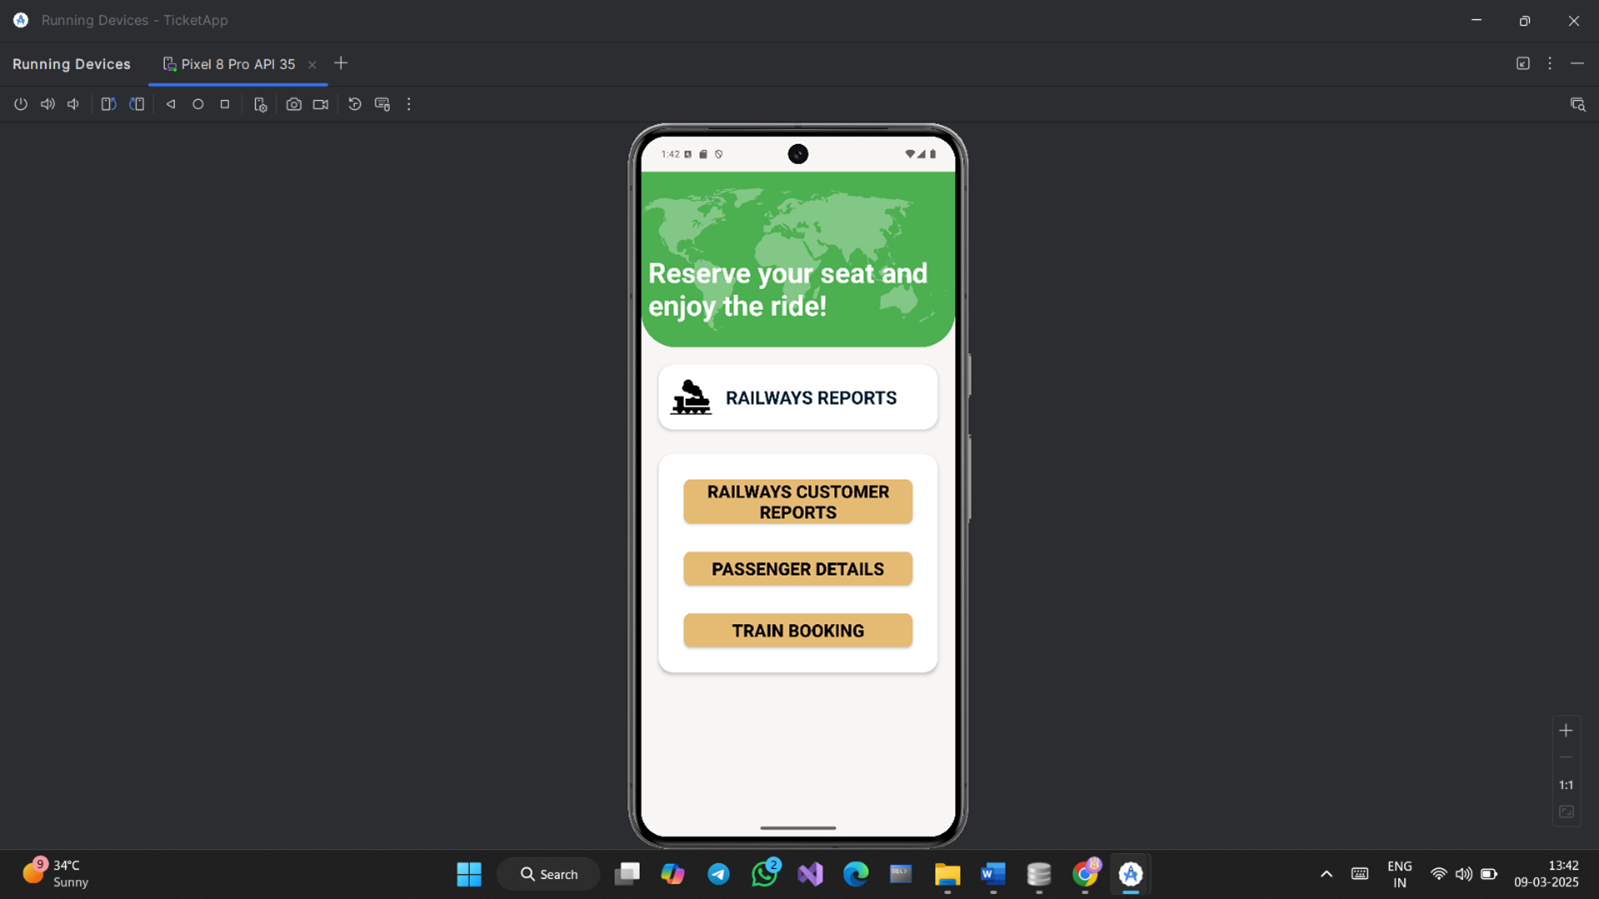 Running Devices - TicketApp
Running Devices
Pixel 8 Pro API 35
1:42
Reserve your seat and
enjoy the ride!
RAILWAYS REPORTS
RAILWAYS CUSTOMER
REPORTS
PASSENGER DETAILS
TRAIN BOOKING
1:1
9
34°C
Sunny
Search
2
ENG
IN
13:42
09-03-2025